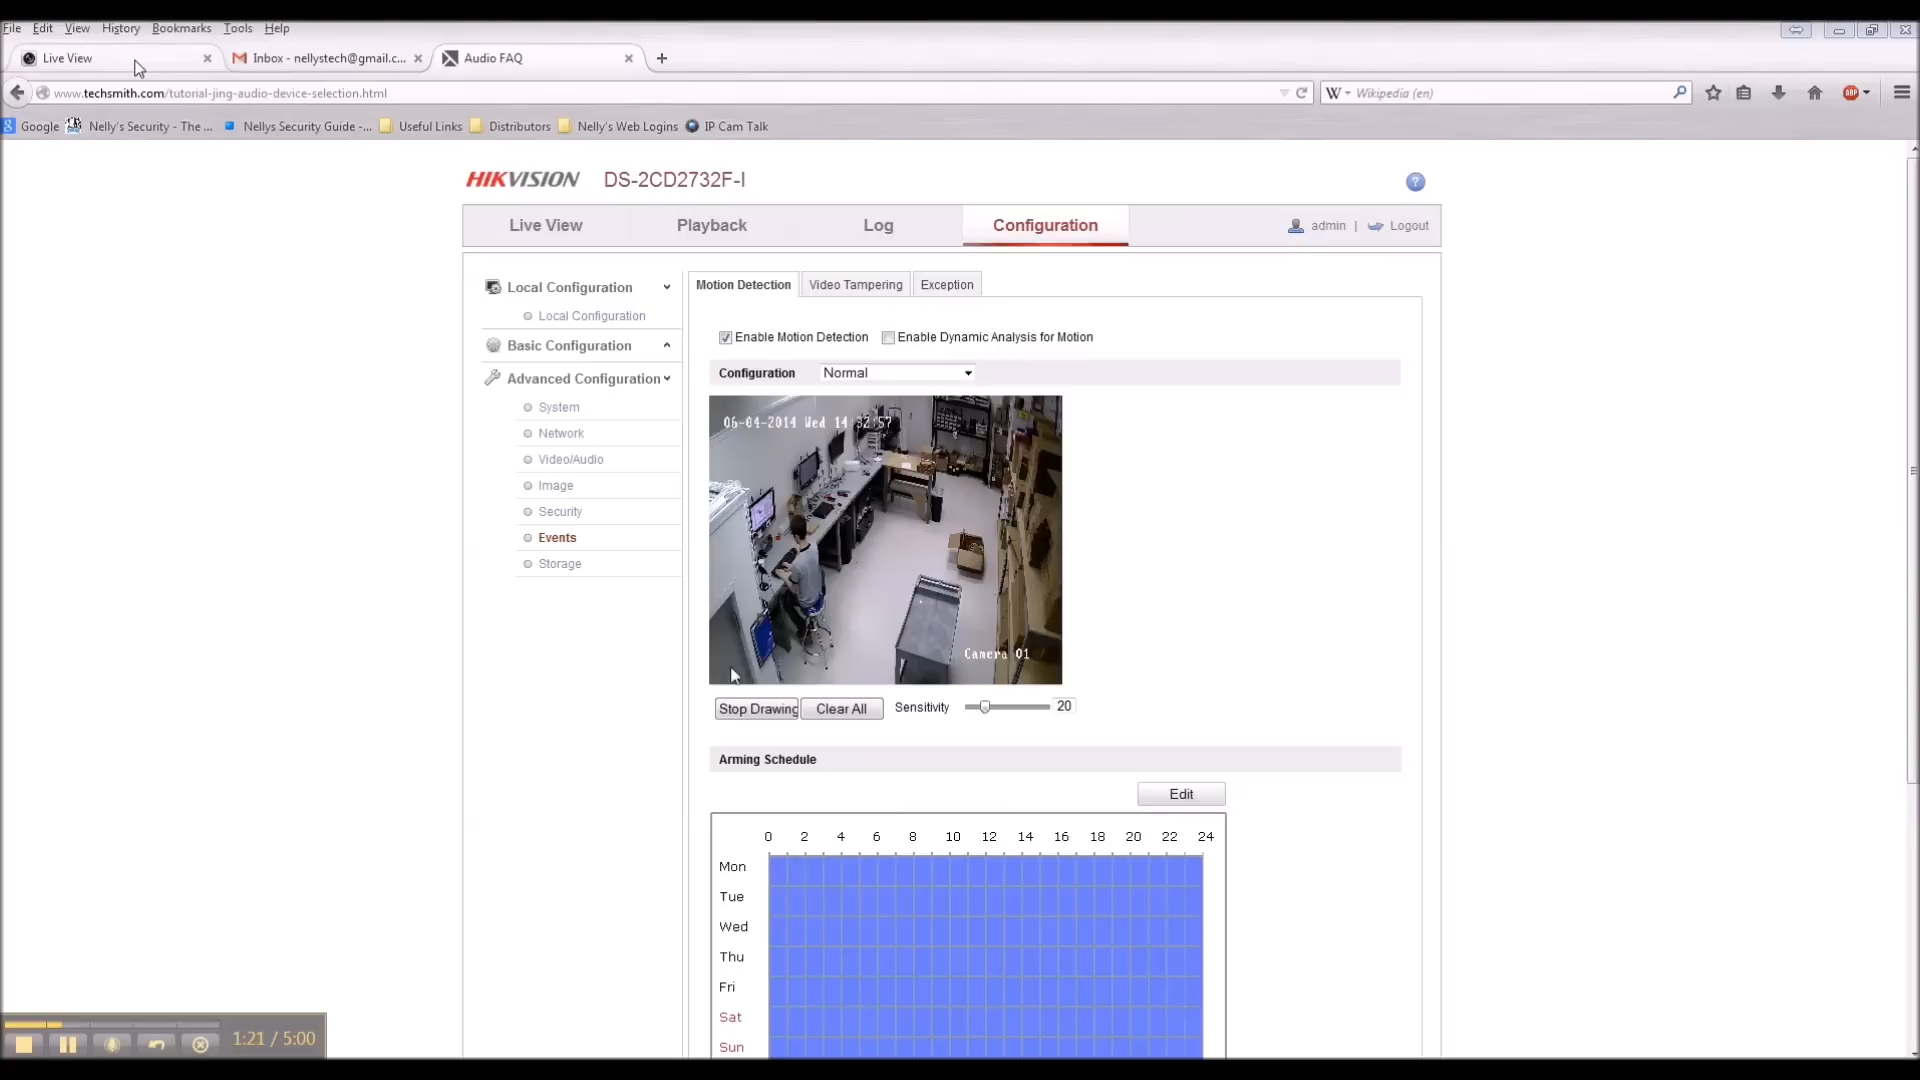 File Edit View History Bookmarks Tools Help
Live View Inbox - nellystech@gmail.c... Audio FAQ
www.techsmith.com/tutorial-jing-audio-device-selection.html W Wikipedia (en) ABP
8 Google Nelly's Security - The ... Nellys Security Guide -... Useful Links Distributors Nelly's Web Logins IP Cam Talk
HIKVISION DS-2CD2732F-I ?
Live View Playback Log Configuration admin | Logout
Local Configuration
Local Configuration
Basic Configuration
Advanced Configuration
System
Network
Video/Audio
Image
Security
Events
Storage
Motion Detection Video Tampering Exception
Enable Motion Detection Enable Dynamic Analysis for Motion
Configuration Normal
06-04-2014 Wed 14:32:57
Camera 01
Stop Drawing Clear All Sensitivity 20
Arming Schedule
Edit
0 2 4 6 8 10 12 14 16 18 20 22 24
Mon
Tue
Wed
Thu
Fri
Sat
Sun
1:21 / 5:00